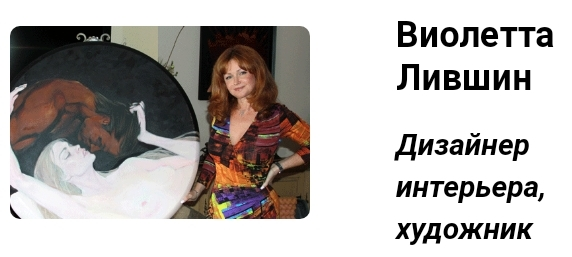 Виолетта
Лившин
Дизайнер
интерьера,
художник